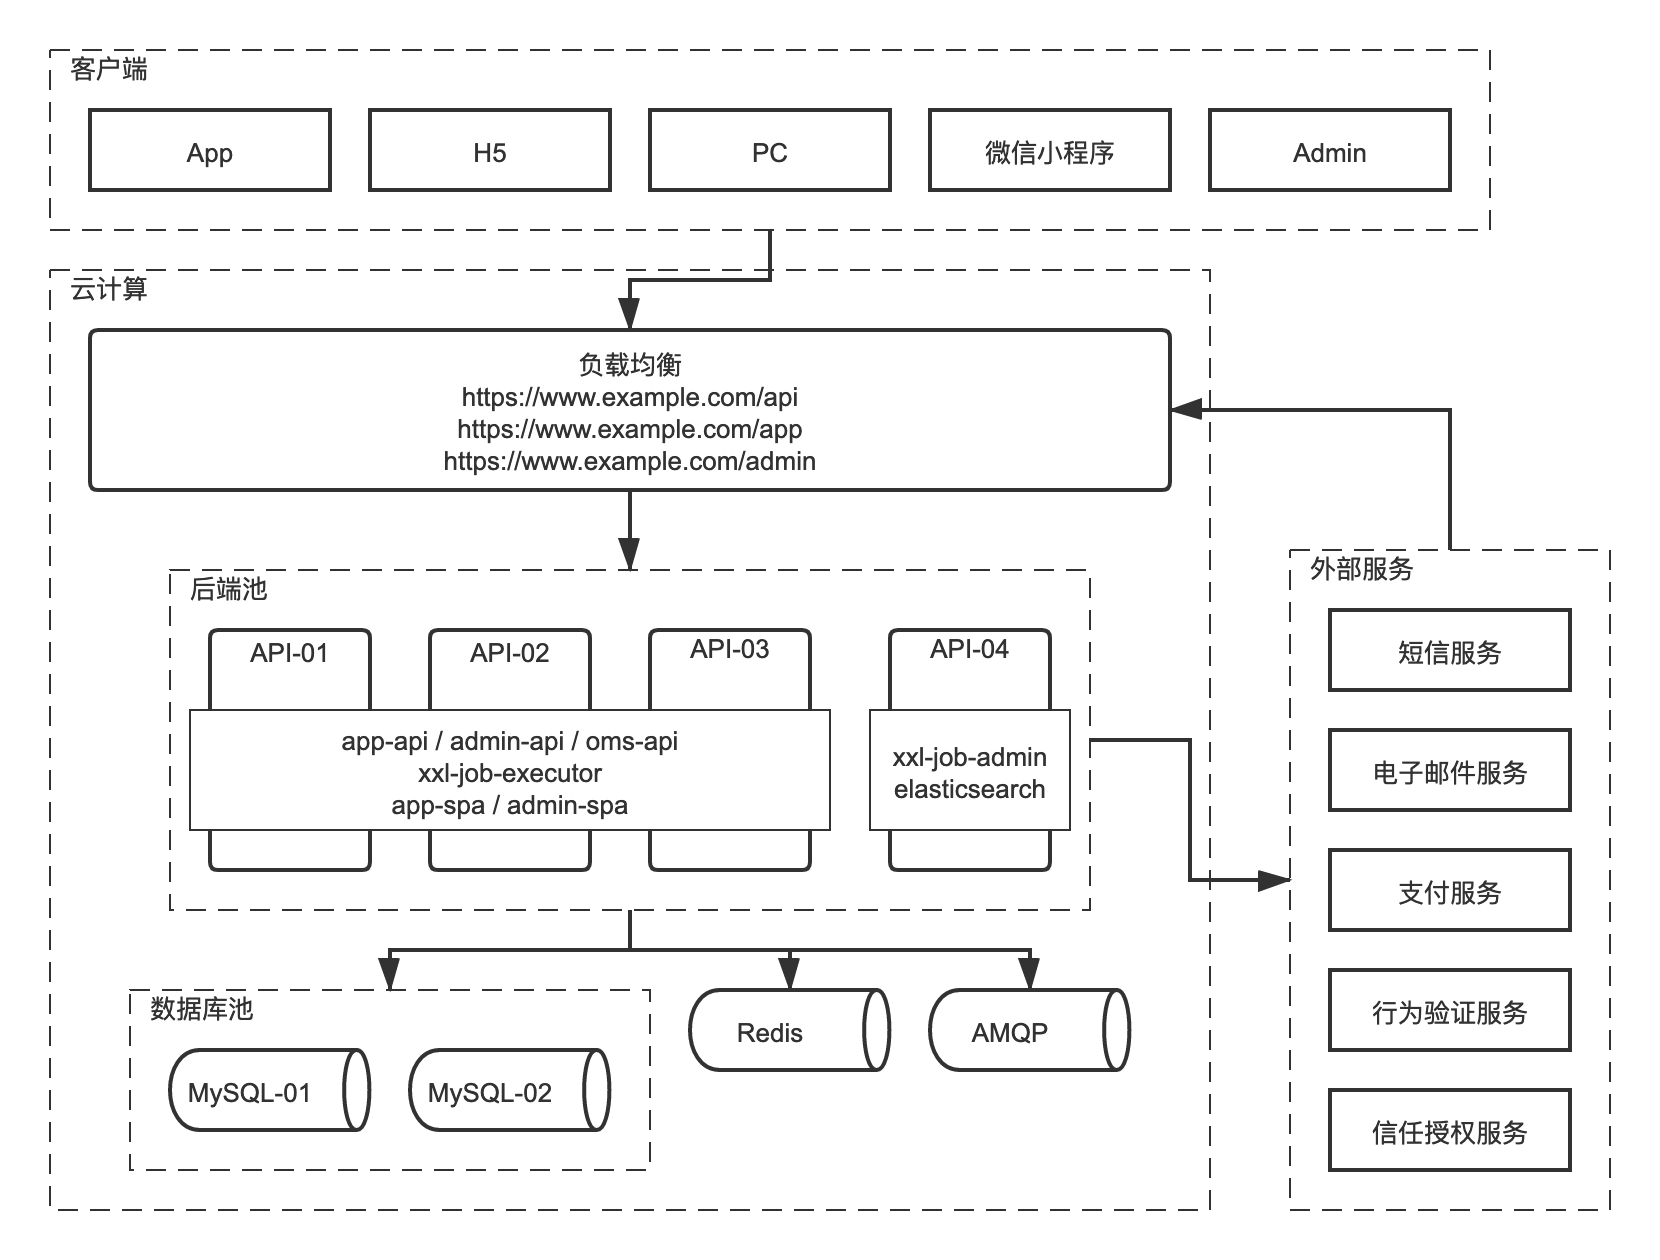 客户端
App
H5
PC
微信小程序
Admin
云计算
负载均衡
https://www.example.com/api
https://www.example.com/app
https://www.example.com/admin
后端池
API-01
API-02
API-03
API-04
app-api / admin-api / oms-api
xxl-job-executor
app-spa / admin-spa
xxl-job-admin
elasticsearch
数据库池
MySQL-01
MySQL-02
Redis
AMQP
外部服务
短信服务
电子邮件服务
支付服务
行为验证服务
信任授权服务